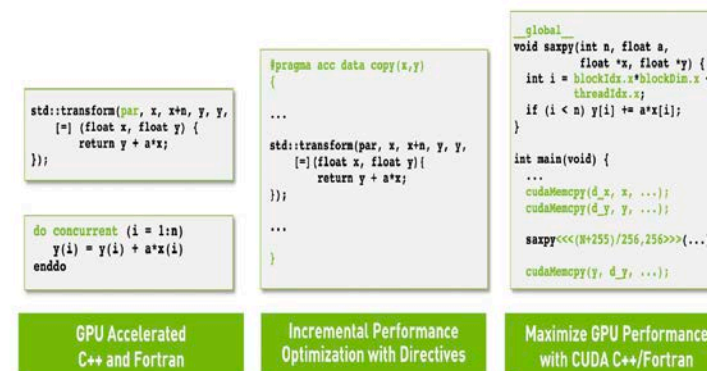 std::transform(par, x, x+n, y, y,
[=] (float x, float y) {
return y + a*x;
});
do concurrent (i = 1:n)
y(i) = y(i) + a*x(i)
enddo
GPU Accelerated
C++ and Fortran
#pragma acc data copy(x,y)
{
...
std::transform(par, x, x+n, y, y,
[=](float x, float y){
return y + a*x;
});
...
}
Incremental Performance
Optimization with Directives
__global__
void saxpy(int n, float a,
float *x, float *y) {
int i = blockIdx.x*blockDim.x
threadIdx.x;
if (i < n) y[i] += a*x[i];
}
int main(void) {
...
cudaMemcpy(d_x, x, ...);
cudaMemcpy(d_y, y, ...);
saxpy<<<(N+255)/256,256>>>(...
cudaMemcpy(y, d_y, ...);
Maximize GPU Performance
with CUDA C++/Fortran